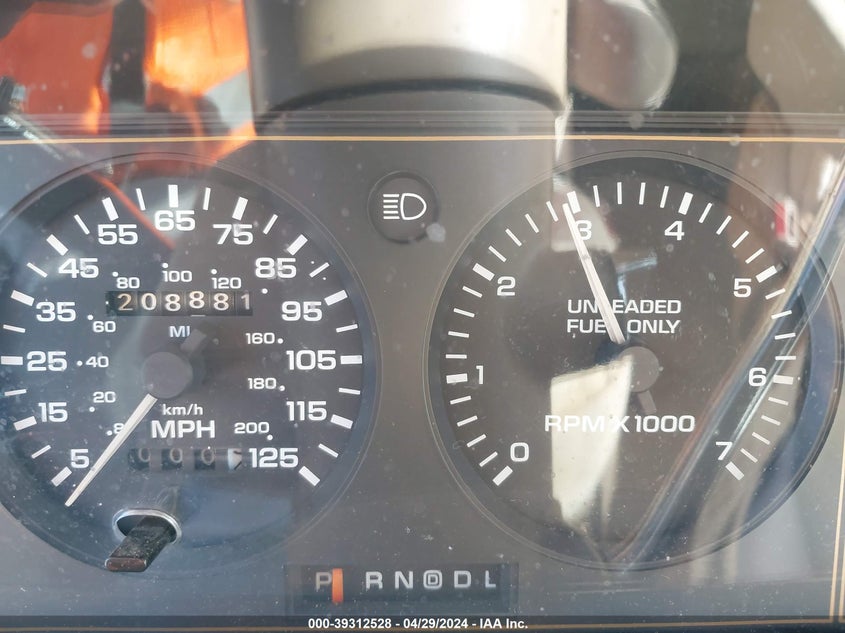 65
55 75
45 85
80 100 120
208881
35 95
60 MI 160
25 40 105
180
20 km/h 115
MPH 200
5 125
15
3
2 4
5
UNLEADED
FUEL ONLY
1 6
RPM X 1000
0 7
P R N D D L
000-39312528 - 04/29/2024 - IAA Inc.